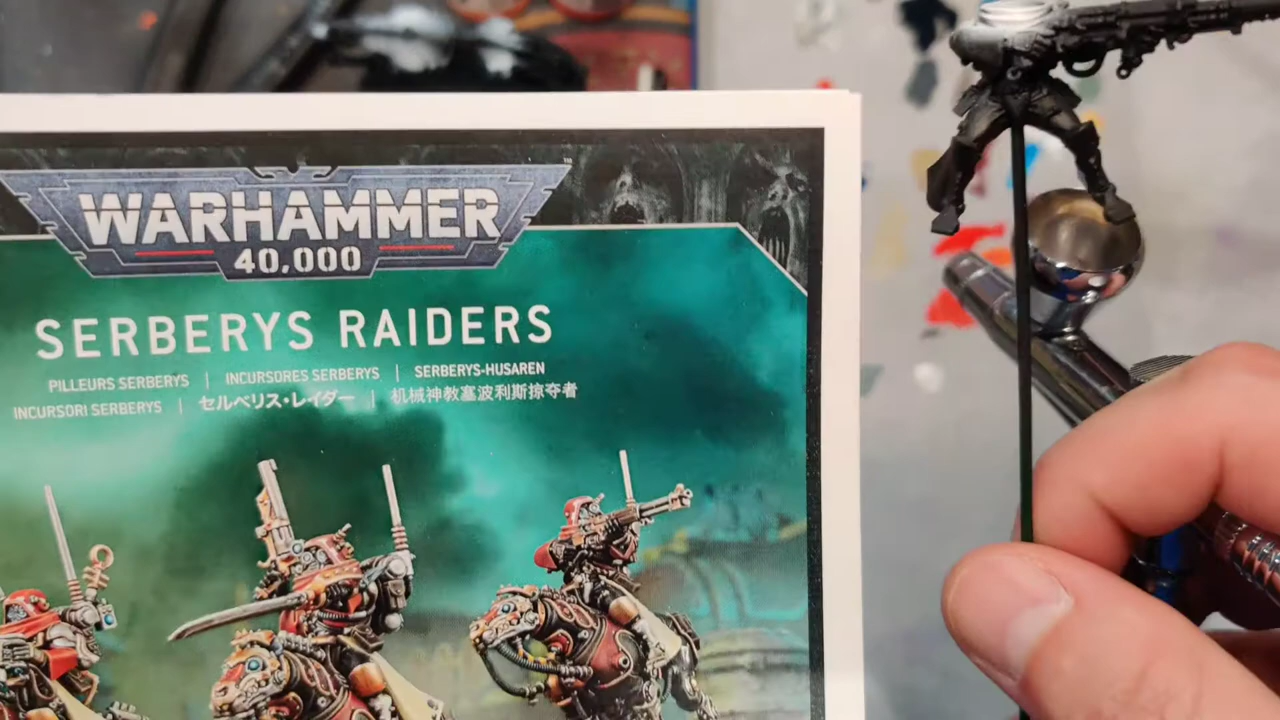 WARHAMMER
40,000
SERBERYS RAIDERS
PILLEURS SERBERYS | INCURSORES SERBERYS | SERBERYS-HUSAREN
INCURSORI SERBERYS | セルベリス・レイダー | 机械神教塞波利斯掠夺者